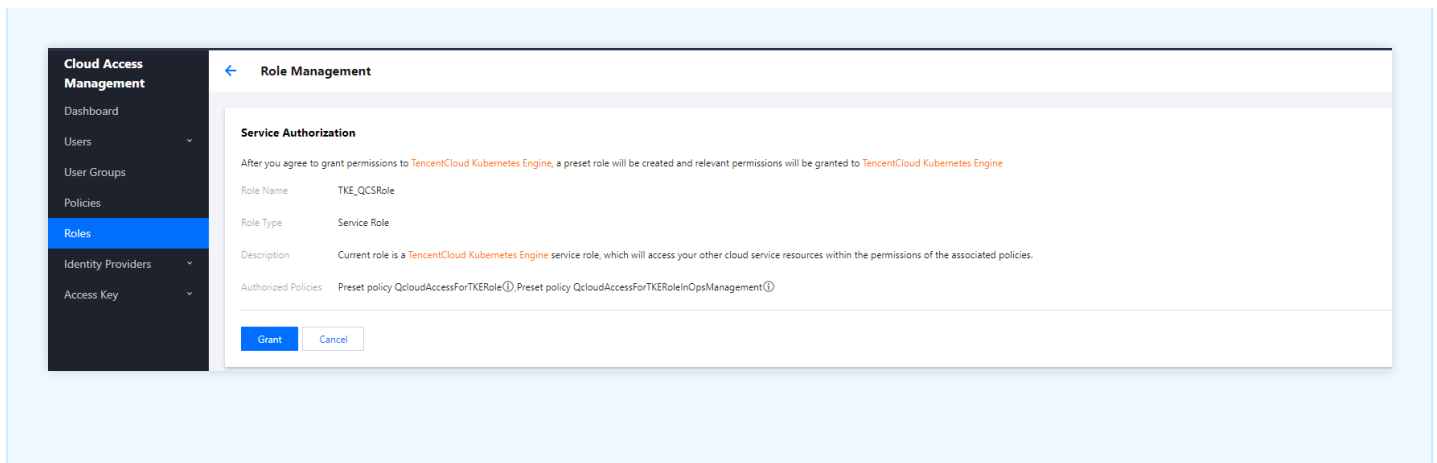 Cloud Access
Management
Dashboard
Users
User Groups
Policies
Roles
Identity Providers
Access Key
Role Management
Service Authorization
After you agree to grant permissions to TencentCloud Kubernetes Engine, a preset role will be created and relevant permissions will be granted to TencentCloud Kubernetes Engine
Role Name TKE_QCSRole
Role Type Service Role
Description Current role is a TencentCloud Kubernetes Engine service role, which will access your other cloud service resources within the permissions of the associated policies.
Authorized Policies Preset policy QcloudAccessForTKERole,Preset policy QcloudAccessForTKERoleInOpsManagement
Grant Cancel